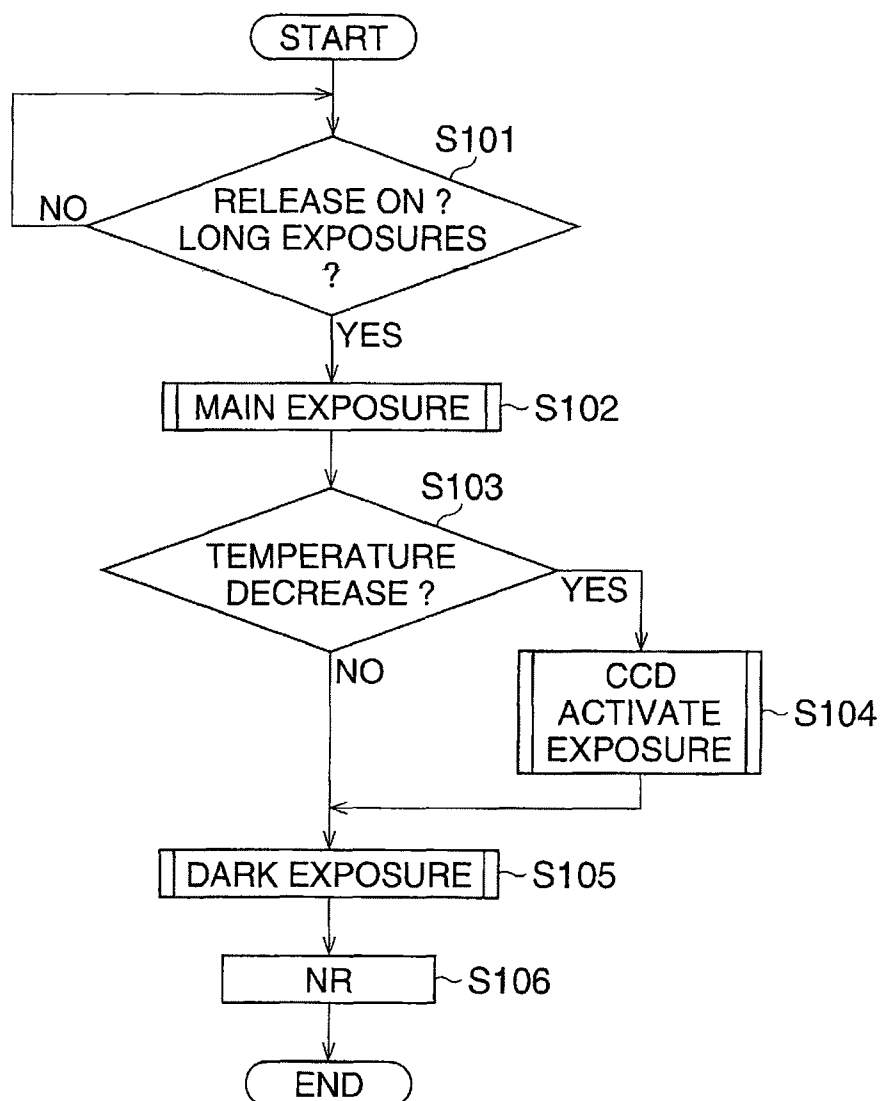 START
S101
RELEASE ON ?
LONG EXPOSURES
?
NO
YES
MAIN EXPOSURE
S102
S103
TEMPERATURE
DECREASE ?
YES
NO
CCD
ACTIVATE
EXPOSURE
S104
DARK EXPOSURE
S105
NR
S106
END